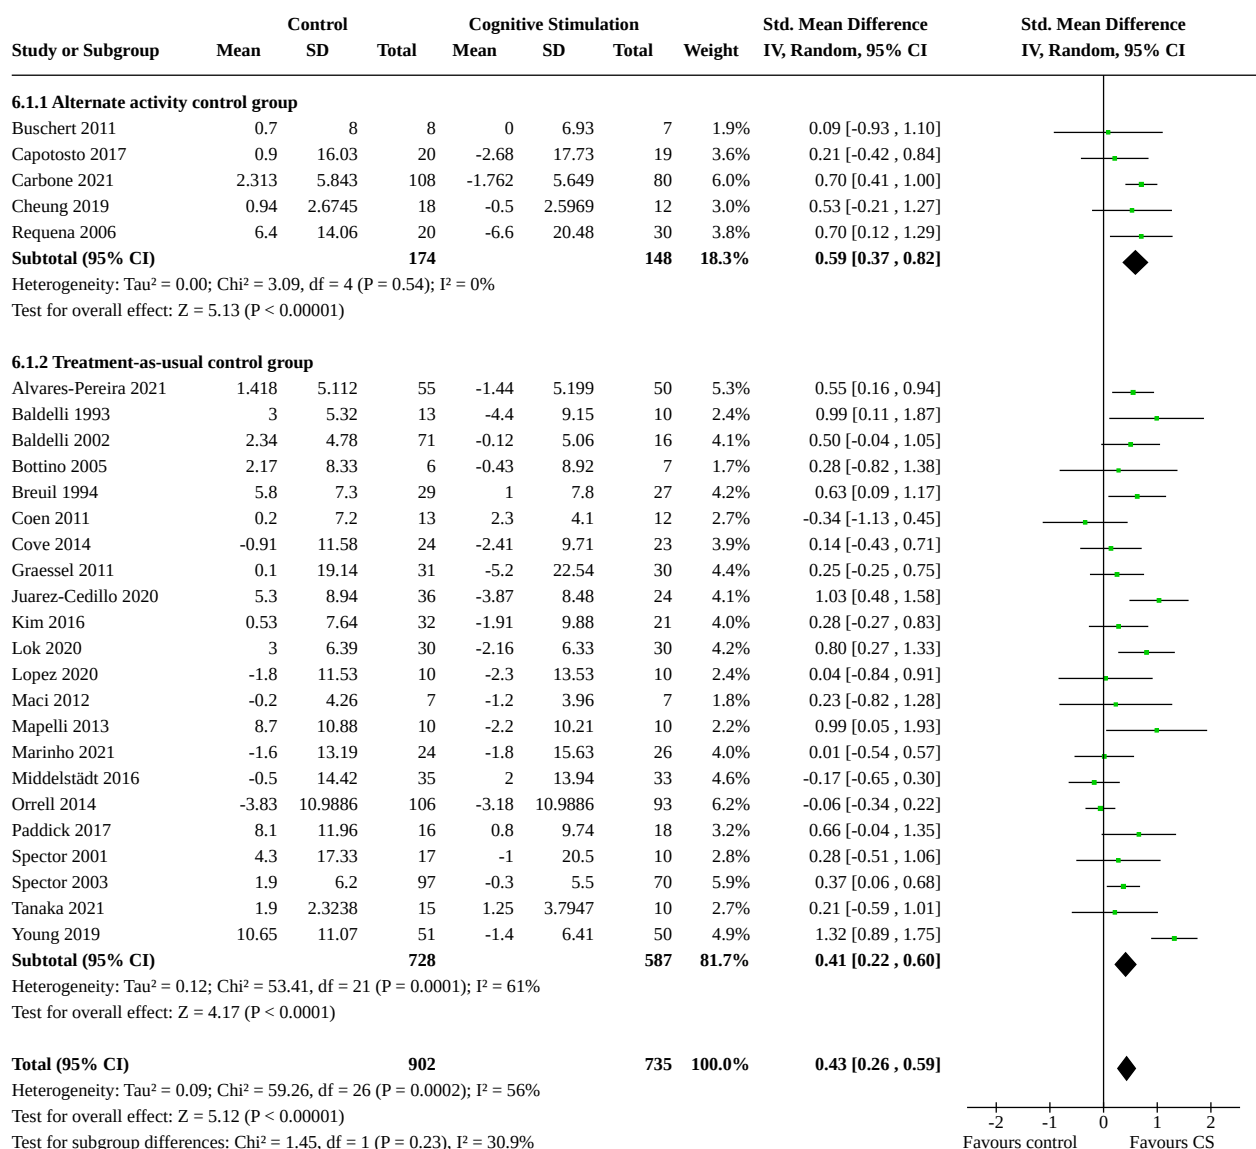 Control Cognitive Stimulation Std. Mean Difference Std. Mean Difference
Study or Subgroup Mean SD Total Mean SD Total Weight IV, Random, 95% CI IV, Random, 95% CI
6.1.1 Alternate activity control group
Buschert 2011 0.7 8 8 0 6.93 7 1.9% 0.09 [-0.93 , 1.10]
Capotosto 2017 0.9 16.03 20 -2.68 17.73 19 3.6% 0.21 [-0.42 , 0.84]
Carbone 2021 2.313 5.843 108 -1.762 5.649 80 6.0% 0.70 [0.41 , 1.00]
Cheung 2019 0.94 2.6745 18 -0.5 2.5969 12 3.0% 0.53 [-0.21 , 1.27]
Requena 2006 6.4 14.06 20 -6.6 20.48 30 3.8% 0.70 [0.12 , 1.29]
Subtotal (95% CI) 174 148 18.3% 0.59 [0.37 , 0.82]
Heterogeneity: Tau² = 0.00; Chi² = 3.09, df = 4 (P = 0.54); I² = 0%
Test for overall effect: Z = 5.13 (P < 0.00001)
6.1.2 Treatment-as-usual control group
Alvares-Pereira 2021 1.418 5.112 55 -1.44 5.199 50 5.3% 0.55 [0.16 , 0.94]
Baldelli 1993 3 5.32 13 -4.4 9.15 10 2.4% 0.99 [0.11 , 1.87]
Baldelli 2002 2.34 4.78 71 -0.12 5.06 16 4.1% 0.50 [-0.04 , 1.05]
Bottino 2005 2.17 8.33 6 -0.43 8.92 7 1.7% 0.28 [-0.82 , 1.38]
Breuil 1994 5.8 7.3 29 1 7.8 27 4.2% 0.63 [0.09 , 1.17]
Coen 2011 0.2 7.2 13 2.3 4.1 12 2.7% -0.34 [-1.13 , 0.45]
Cove 2014 -0.91 11.58 24 -2.41 9.71 23 3.9% 0.14 [-0.43 , 0.71]
Graessel 2011 0.1 19.14 31 -5.2 22.54 30 4.4% 0.25 [-0.25 , 0.75]
Juarez-Cedillo 2020 5.3 8.94 36 -3.87 8.48 24 4.1% 1.03 [0.48 , 1.58]
Kim 2016 0.53 7.64 32 -1.91 9.88 21 4.0% 0.28 [-0.27 , 0.83]
Lok 2020 3 6.39 30 -2.16 6.33 30 4.2% 0.80 [0.27 , 1.33]
Lopez 2020 -1.8 11.53 10 -2.3 13.53 10 2.4% 0.04 [-0.84 , 0.91]
Maci 2012 -0.2 4.26 7 -1.2 3.96 7 1.8% 0.23 [-0.82 , 1.28]
Mapelli 2013 8.7 10.88 10 -2.2 10.21 10 2.2% 0.99 [0.05 , 1.93]
Marinho 2021 -1.6 13.19 24 -1.8 15.63 26 4.0% 0.01 [-0.54 , 0.57]
Middelstädt 2016 -0.5 14.42 35 2 13.94 33 4.6% -0.17 [-0.65 , 0.30]
Orrell 2014 -3.83 10.9886 106 -3.18 10.9886 93 6.2% -0.06 [-0.34 , 0.22]
Paddick 2017 8.1 11.96 16 0.8 9.74 18 3.2% 0.66 [-0.04 , 1.35]
Spector 2001 4.3 17.33 17 -1 20.5 10 2.8% 0.28 [-0.51 , 1.06]
Spector 2003 1.9 6.2 97 -0.3 5.5 70 5.9% 0.37 [0.06 , 0.68]
Tanaka 2021 1.9 2.3238 15 1.25 3.7947 10 2.7% 0.21 [-0.59 , 1.01]
Young 2019 10.65 11.07 51 -1.4 6.41 50 4.9% 1.32 [0.89 , 1.75]
Subtotal (95% CI) 728 587 81.7% 0.41 [0.22 , 0.60]
Heterogeneity: Tau² = 0.12; Chi² = 53.41, df = 21 (P = 0.0001); I² = 61%
Test for overall effect: Z = 4.17 (P < 0.0001)
Total (95% CI) 902 735 100.0% 0.43 [0.26 , 0.59]
Heterogeneity: Tau² = 0.09; Chi² = 59.26, df = 26 (P = 0.0002); I² = 56%
Test for overall effect: Z = 5.12 (P < 0.00001)
-2 -1 0 1 2
Test for subgroup differences: Chi² = 1.45, df = 1 (P = 0.23), I² = 30.9% Favours control Favours CS